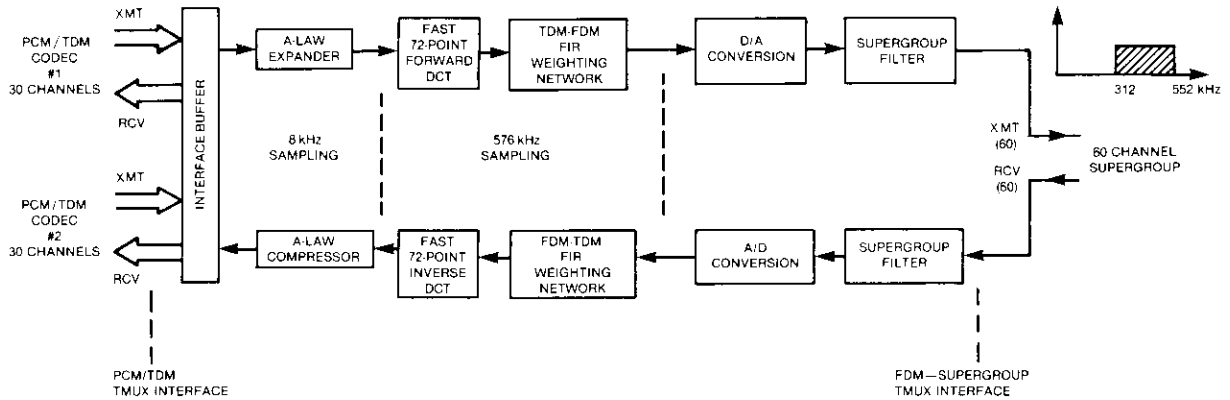 XMT
PCM/TDM
CODEC
#1
30 CHANNELS
RCV
XMT
PCM/TDM
CODEC
#2
30 CHANNELS
RCV
INTERFACE BUFFER
A-LAW
EXPANDER
FAST
72-POINT
FORWARD
DCT
TDM-FDM
FIR
WEIGHTING
NETWORK
D/A
CONVERSION
SUPERGROUP
FILTER
312
552 kHz
8 kHz
SAMPLING
576 kHz
SAMPLING
XMT
(60)
RCV
(60)
60 CHANNEL
SUPERGROUP
A-LAW
COMPRESSOR
FAST
72-POINT
INVERSE
DCT
FDM-TDM
FIR
WEIGHTING
NETWORK
A/D
CONVERSION
SUPERGROUP
FILTER
PCM/TDM
TMUX INTERFACE
FDM—SUPERGROUP
TMUX INTERFACE